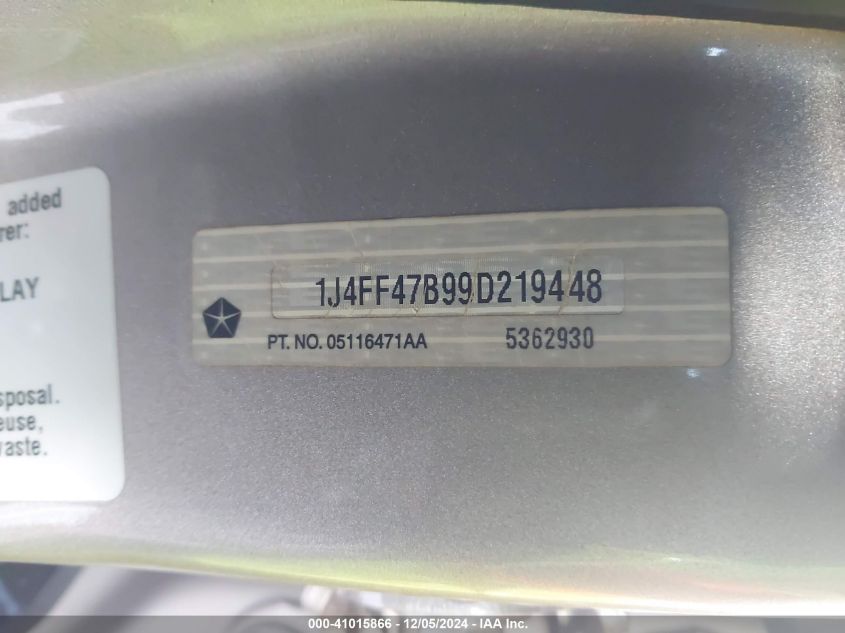 added
rer:
LAY
sposal.
euse,
waste.
1J4FF47B99D219448
PT. NO. 05116471AA 5362930
000-41015866 - 12/05/2024 - IAA Inc.